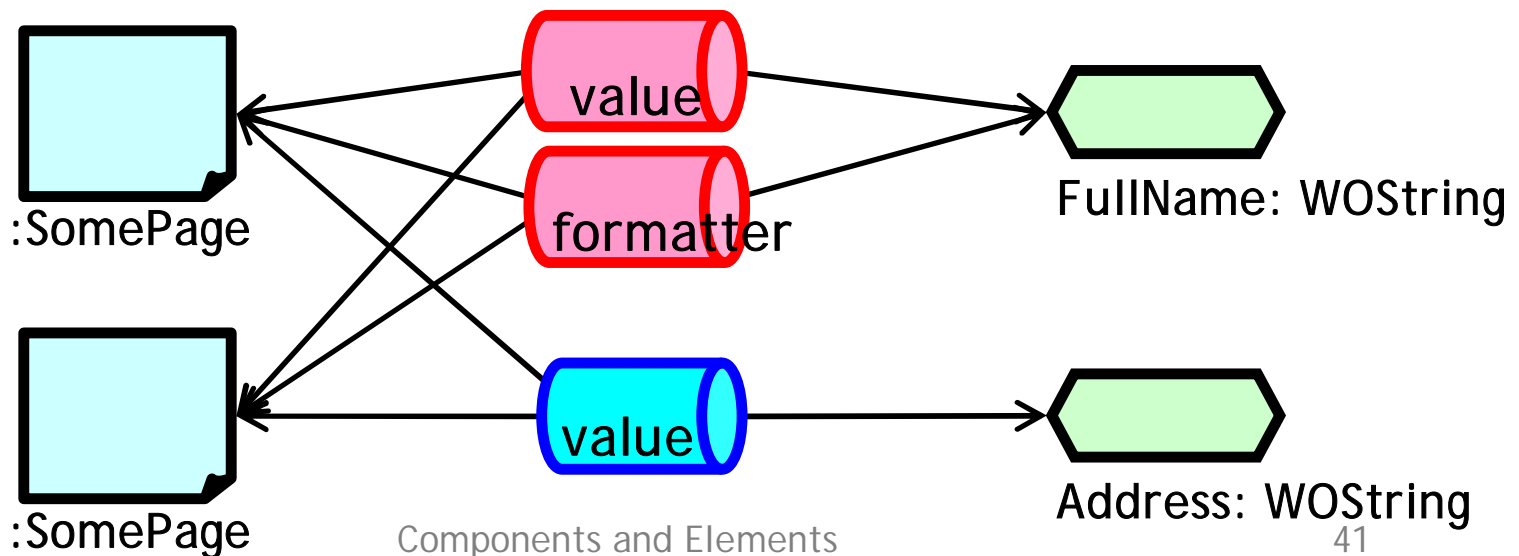 value
formatter
FullName: WOString
:SomePage
value
Address: WOString
:SomePage
Components and Elements
41